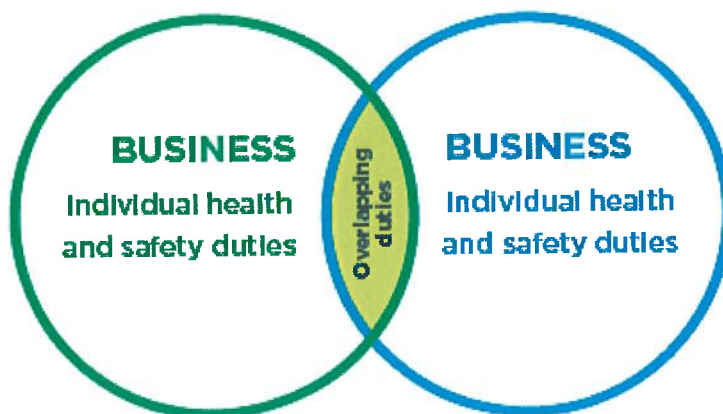 BUSINESS
Individual health
and safety duties
Overlapping
duties
BUSINESS
Individual health
and safety duties